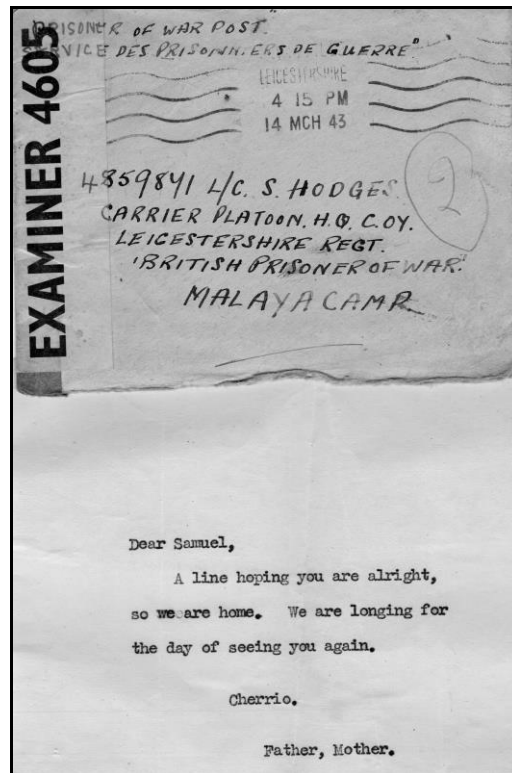 "PRISONER OF WAR POST.
SERVICE DES PRISONNIERS DE GUERRE"
EXAMINER 4605
LEICESTERSHIRE
4 15 PM
14 MCH 43
2
4859841 L/C. S. HODGES
CARRIER PLATOON. H.Q. COY.
LEICESTERSHIRE REGT.
'BRITISH PRISONER OF WAR.'
MALAYA CAMP
Dear Samuel,
A line hoping you are alright,
so we are home. We are longing for
the day of seeing you again.
Cherrio.
Father, Mother.